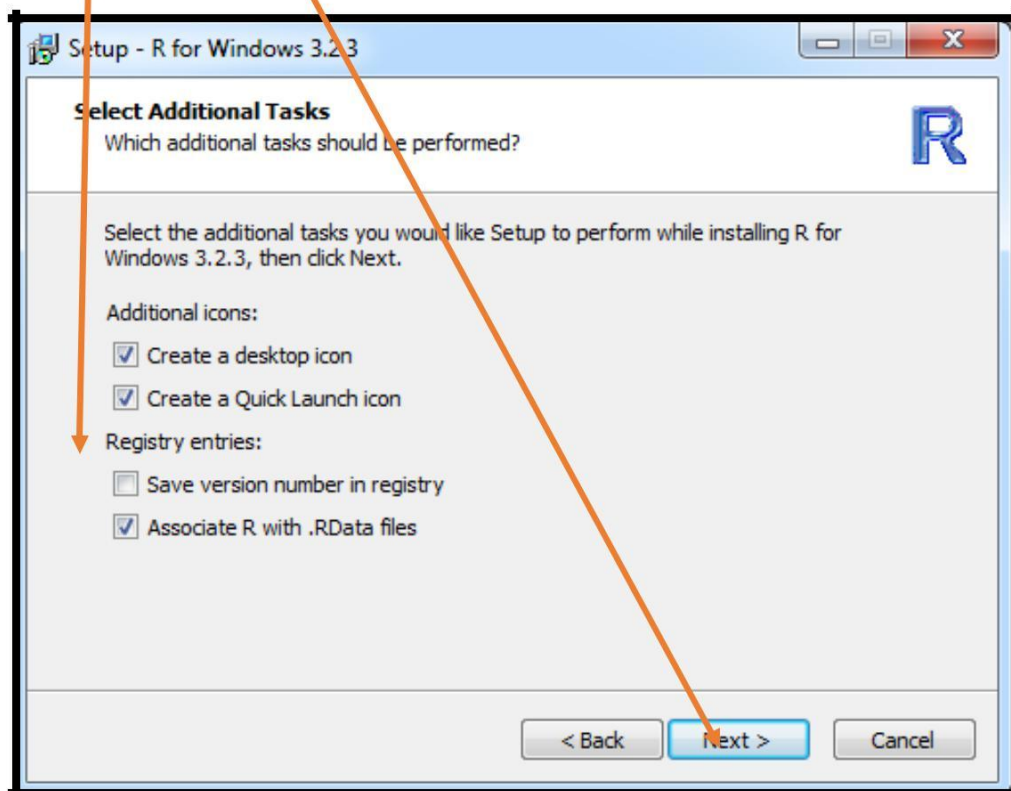 Setup - R for Windows 3.2.3
Select Additional Tasks
Which additional tasks should be performed?
R
Select the additional tasks you would like Setup to perform while installing R for
Windows 3.2.3, then click Next.
Additional icons:
Create a desktop icon
Create a Quick Launch icon
Registry entries:
Save version number in registry
Associate R with .RData files
< Back Next > Cancel